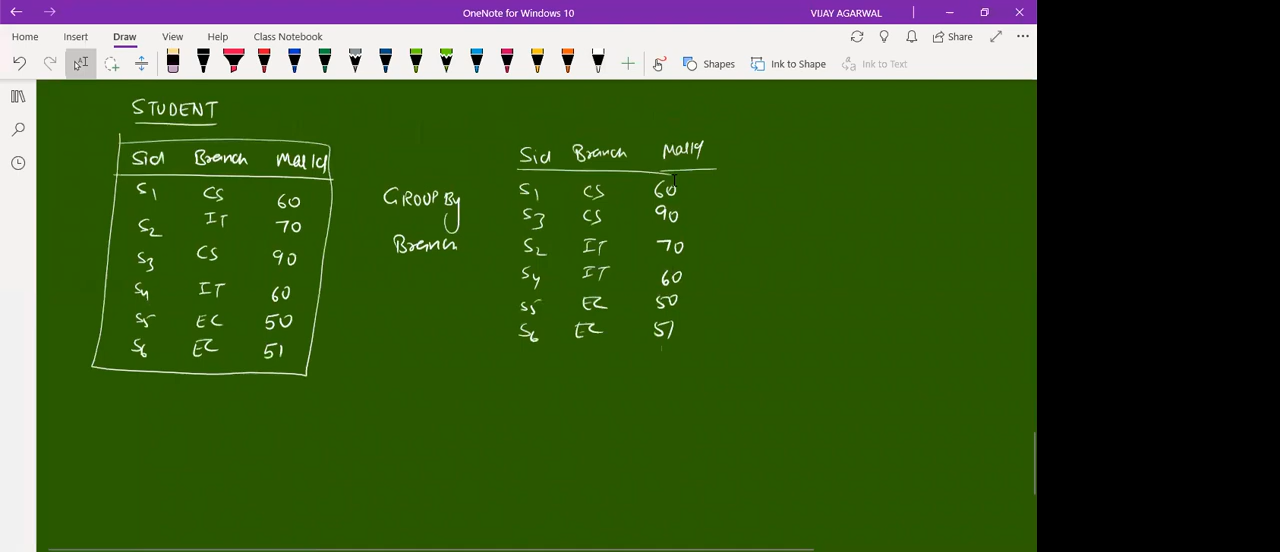 OneNote for Windows 10
VIJAY AGARWAL
Home Insert Draw View Help Class Notebook
Share
Shapes Ink to Shape Ink to Text
STUDENT
Sid Branch Marks
S1 CS 60
S2 IT 70
S3 CS 90
S4 IT 60
S5 EC 50
S6 EC 51
GROUP By
Branch
Sid Branch Marks
S1 CS 60
S3 CS 90
S2 IT 70
S4 IT 60
S5 EC 50
S6 EC 51